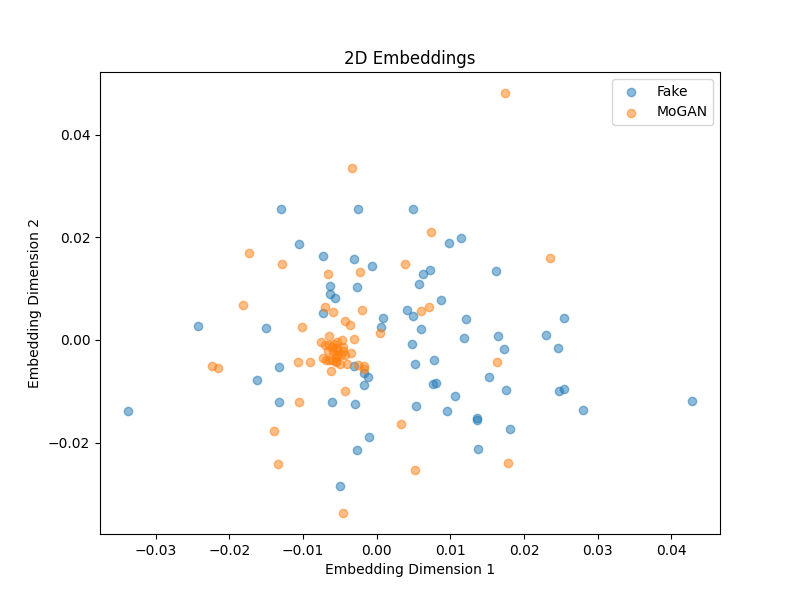 2D Embeddings
Fake
MoGAN
Embedding Dimension 2
0.04
0.02
0.00
−0.02
−0.03
−0.02
−0.01
0.00
0.01
0.02
0.03
0.04
Embedding Dimension 1